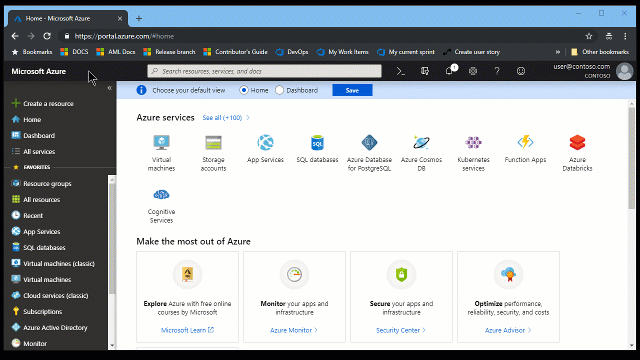 Home - Microsoft Azure
https://portal.azure.com/#home
Bookmarks DOCS AML Docs Release branch Contributor's Guide DevOps My Work Items My current sprint Create user story » Other bookmarks
Microsoft Azure
Search resources, services, and docs
1
user@contoso.com
CONTOSO
«
Create a resource
Home
Dashboard
All services
FAVORITES
Resource groups
All resources
Recent
App Services
SQL databases
Virtual machines (classic)
Virtual machines
Cloud services (classic)
Subscriptions
Azure Active Directory
Monitor
Choose your default view Home Dashboard Save
Azure services See all (+100)
Virtual machines
Storage accounts
App Services
SQL databases
Azure Database for PostgreSQL
Azure Cosmos DB
Kubernetes services
Function Apps
Azure Databricks
Cognitive Services
Make the most out of Azure
Explore Azure with free online courses by Microsoft
Microsoft Learn
Monitor your apps and infrastructure
Azure Monitor
Secure your apps and infrastructure
Security Center
Optimize performance, reliability, security, and costs
Azure Advisor